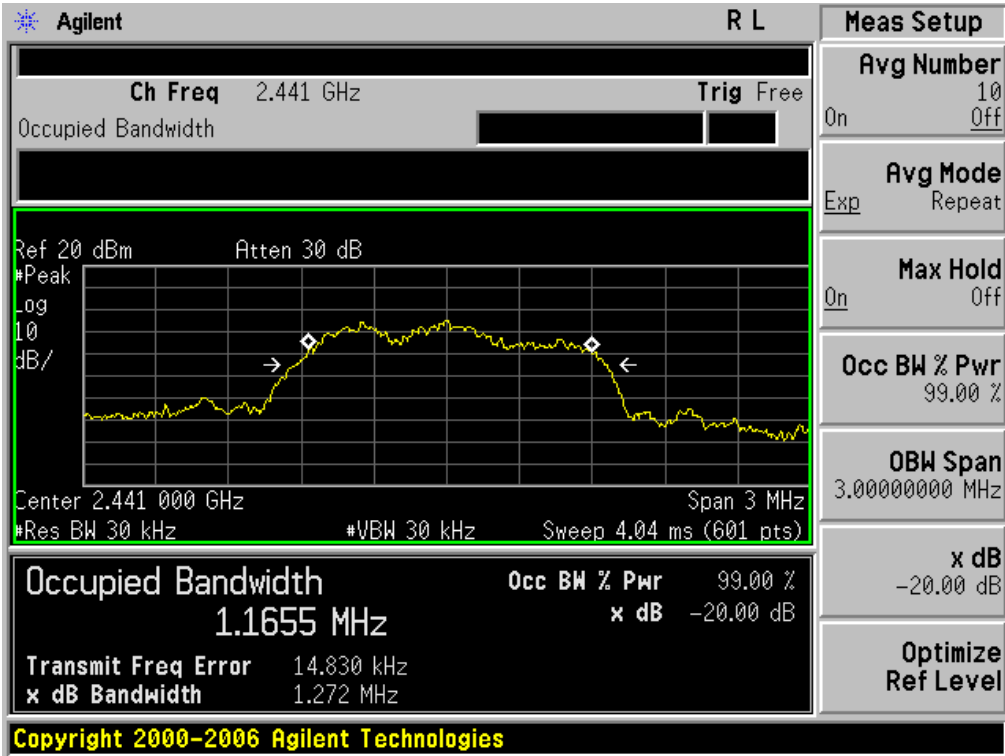 Agilent R L Meas Setup
Ch Freq 2.441 GHz Trig Free
Occupied Bandwidth
Ref 20 dBm Atten 30 dB
#Peak
Log
10
dB/
Center 2.441 000 GHz Span 3 MHz
#Res BW 30 kHz #VBW 30 kHz Sweep 4.04 ms (601 pts)
Occupied Bandwidth Occ BW % Pwr 99.00 %
1.1655 MHz x dB -20.00 dB
Transmit Freq Error 14.830 kHz
x dB Bandwidth 1.272 MHz
Avg Number
10
On Off
Avg Mode
Exp Repeat
Max Hold
On Off
Occ BW % Pwr
99.00 %
OBW Span
3.00000000 MHz
x dB
-20.00 dB
Optimize
Ref Level
Copyright 2000-2006 Agilent Technologies